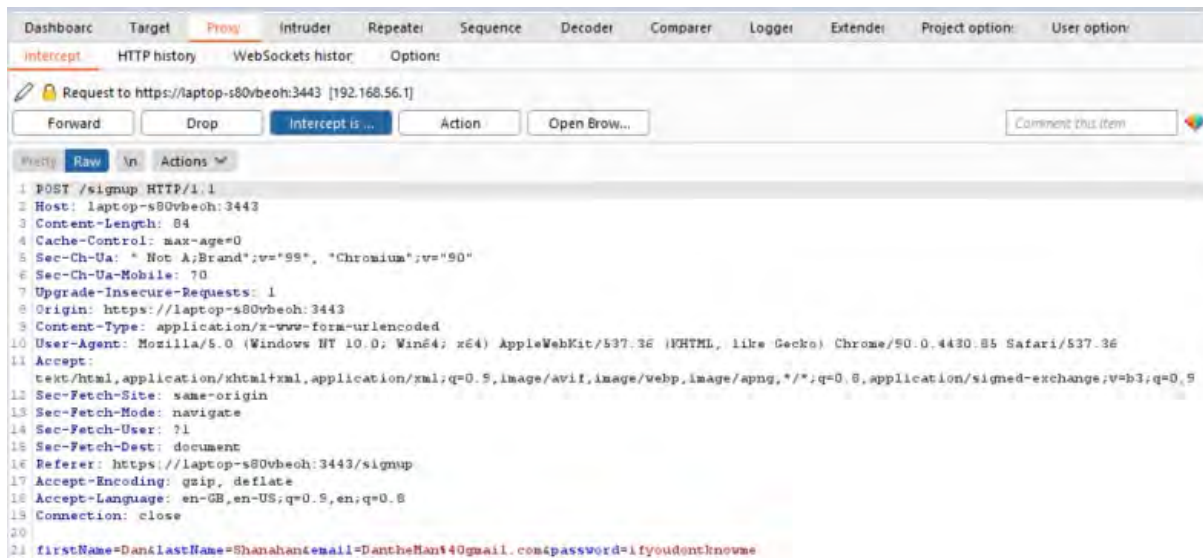 Dashboarc Target Proxy Intruder Repeater Sequence Decoder Comparer Logger Extender Project option: User option:
Intercept HTTP history WebSockets histor Option:
Request to https://laptop-s80vbeoh:3443 [192.168.56.1]
Forward Drop Intercept is ... Action Open Brow... Comment this item
Pretty Raw \n Actions
1 POST /signup HTTP/1.1
2 Host: laptop-s80vbeoh:3443
3 Content-Length: 84
4 Cache-Control: max-age=0
5 Sec-Ch-Ua: " Not A;Brand";v="99", "Chromium";v="90"
6 Sec-Ch-Ua-Mobile: ?0
7 Upgrade-Insecure-Requests: 1
8 Origin: https://laptop-s80vbeoh:3443
9 Content-Type: application/x-www-form-urlencoded
10 User-Agent: Mozilla/5.0 (Windows NT 10.0; Win64; x64) AppleWebKit/537.36 (KHTML, like Gecko) Chrome/90.0.4430.85 Safari/537.36
11 Accept:
text/html,application/xhtml+xml,application/xml;q=0.9,image/avif,image/webp,image/apng,*/*;q=0.8,application/signed-exchange;v=b3;q=0.9
12 Sec-Fetch-Site: same-origin
13 Sec-Fetch-Mode: navigate
14 Sec-Fetch-User: ?1
15 Sec-Fetch-Dest: document
16 Referer: https://laptop-s80vbeoh:3443/signup
17 Accept-Encoding: gzip, deflate
18 Accept-Language: en-GB,en-US;q=0.9,en;q=0.8
19 Connection: close
20
21 firstName=Dan&lastName=Shanahan&email=DantheMan%40gmail.com&password=ifyoudontknowme